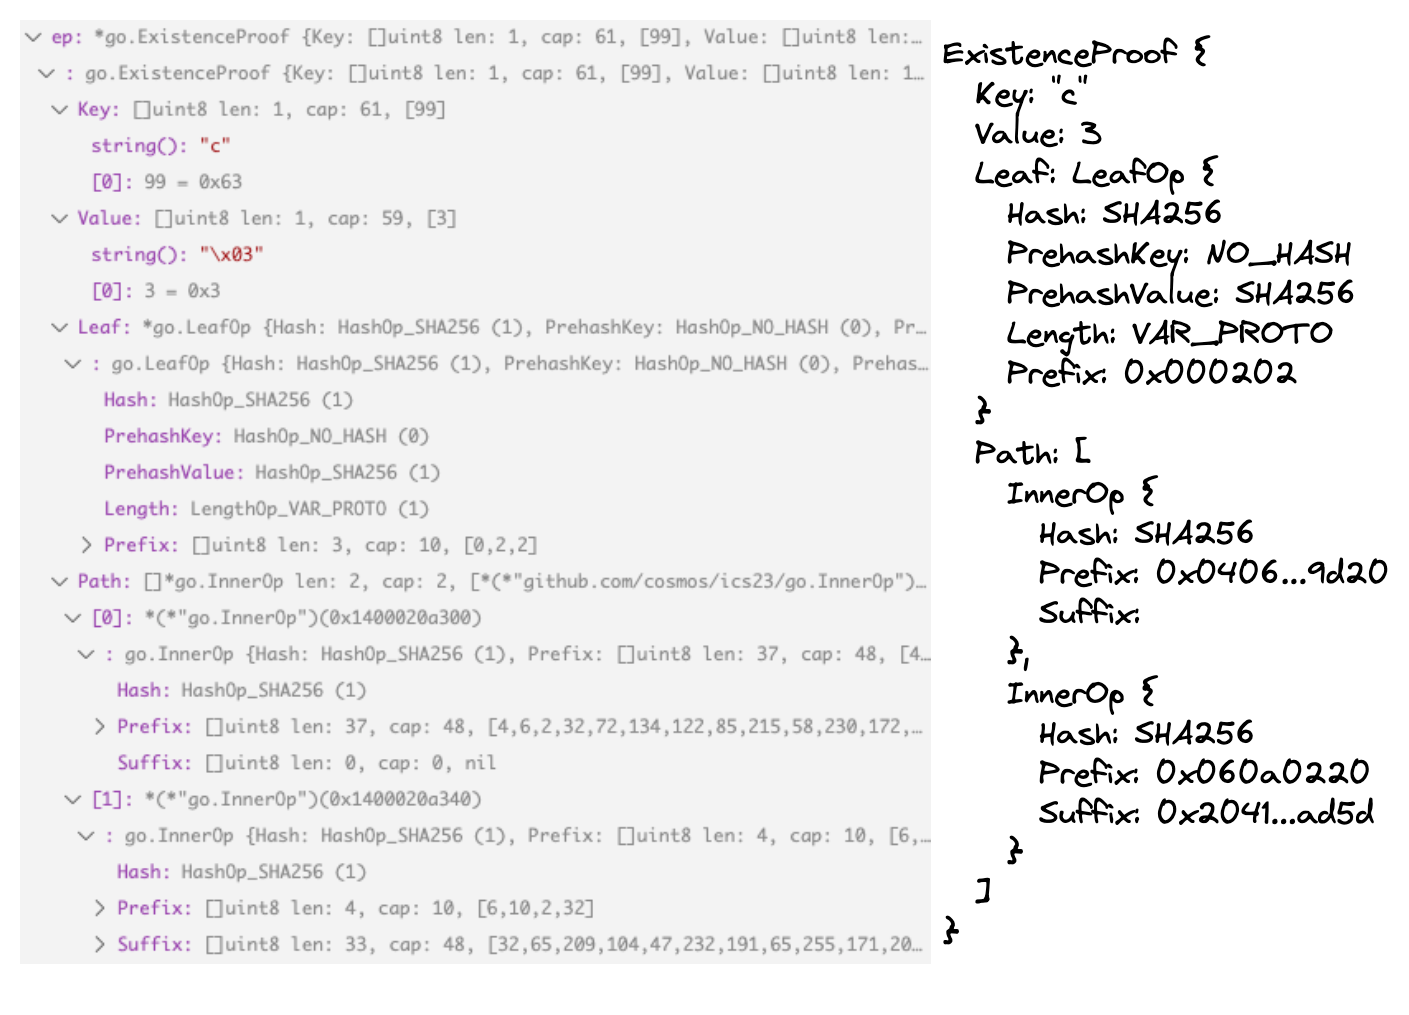 ep: *go.ExistenceProof {Key: []uint8 len: 1, cap: 61, [99], Value: []uint8 len:…
: go.ExistenceProof {Key: []uint8 len: 1, cap: 61, [99], Value: []uint8 len: 1…
Key: []uint8 len: 1, cap: 61, [99]
string(): "c"
[0]: 99 = 0x63
Value: []uint8 len: 1, cap: 59, [3]
string(): "\x03"
[0]: 3 = 0x3
Leaf: *go.LeafOp {Hash: HashOp_SHA256 (1), PrehashKey: HashOp_NO_HASH (0), Pr…
: go.LeafOp {Hash: HashOp_SHA256 (1), PrehashKey: HashOp_NO_HASH (0), Prehas…
Hash: HashOp_SHA256 (1)
PrehashKey: HashOp_NO_HASH (0)
PrehashValue: HashOp_SHA256 (1)
Length: LengthOp_VAR_PROTO (1)
Prefix: []uint8 len: 3, cap: 10, [0,2,2]
Path: []*go.InnerOp len: 2, cap: 2, [*(*"github.com/cosmos/ics23/go.InnerOp")…
[0]: *(*"go.InnerOp")(0x1400020a300)
: go.InnerOp {Hash: HashOp_SHA256 (1), Prefix: []uint8 len: 37, cap: 48, [4…
Hash: HashOp_SHA256 (1)
Prefix: []uint8 len: 37, cap: 48, [4,6,2,32,72,134,122,85,215,58,230,172,…
Suffix: []uint8 len: 0, cap: 0, nil
[1]: *(*"go.InnerOp")(0x1400020a340)
: go.InnerOp {Hash: HashOp_SHA256 (1), Prefix: []uint8 len: 4, cap: 10, [6,…
Hash: HashOp_SHA256 (1)
Prefix: []uint8 len: 4, cap: 10, [6,10,2,32]
Suffix: []uint8 len: 33, cap: 48, [32,65,209,104,47,232,191,65,255,171,20…
ExistenceProof {
Key: "c"
Value: 3
Leaf: LeafOp {
Hash: SHA256
PrehashKey: NO_HASH
PrehashValue: SHA256
Length: VAR_PROTO
Prefix: 0x000202
}
Path: [
InnerOp {
Hash: SHA256
Prefix: 0x0406...9d20
Suffix:
},
InnerOp {
Hash: SHA256
Prefix: 0x060a0220
Suffix: 0x2041...ad5d
}
]
}